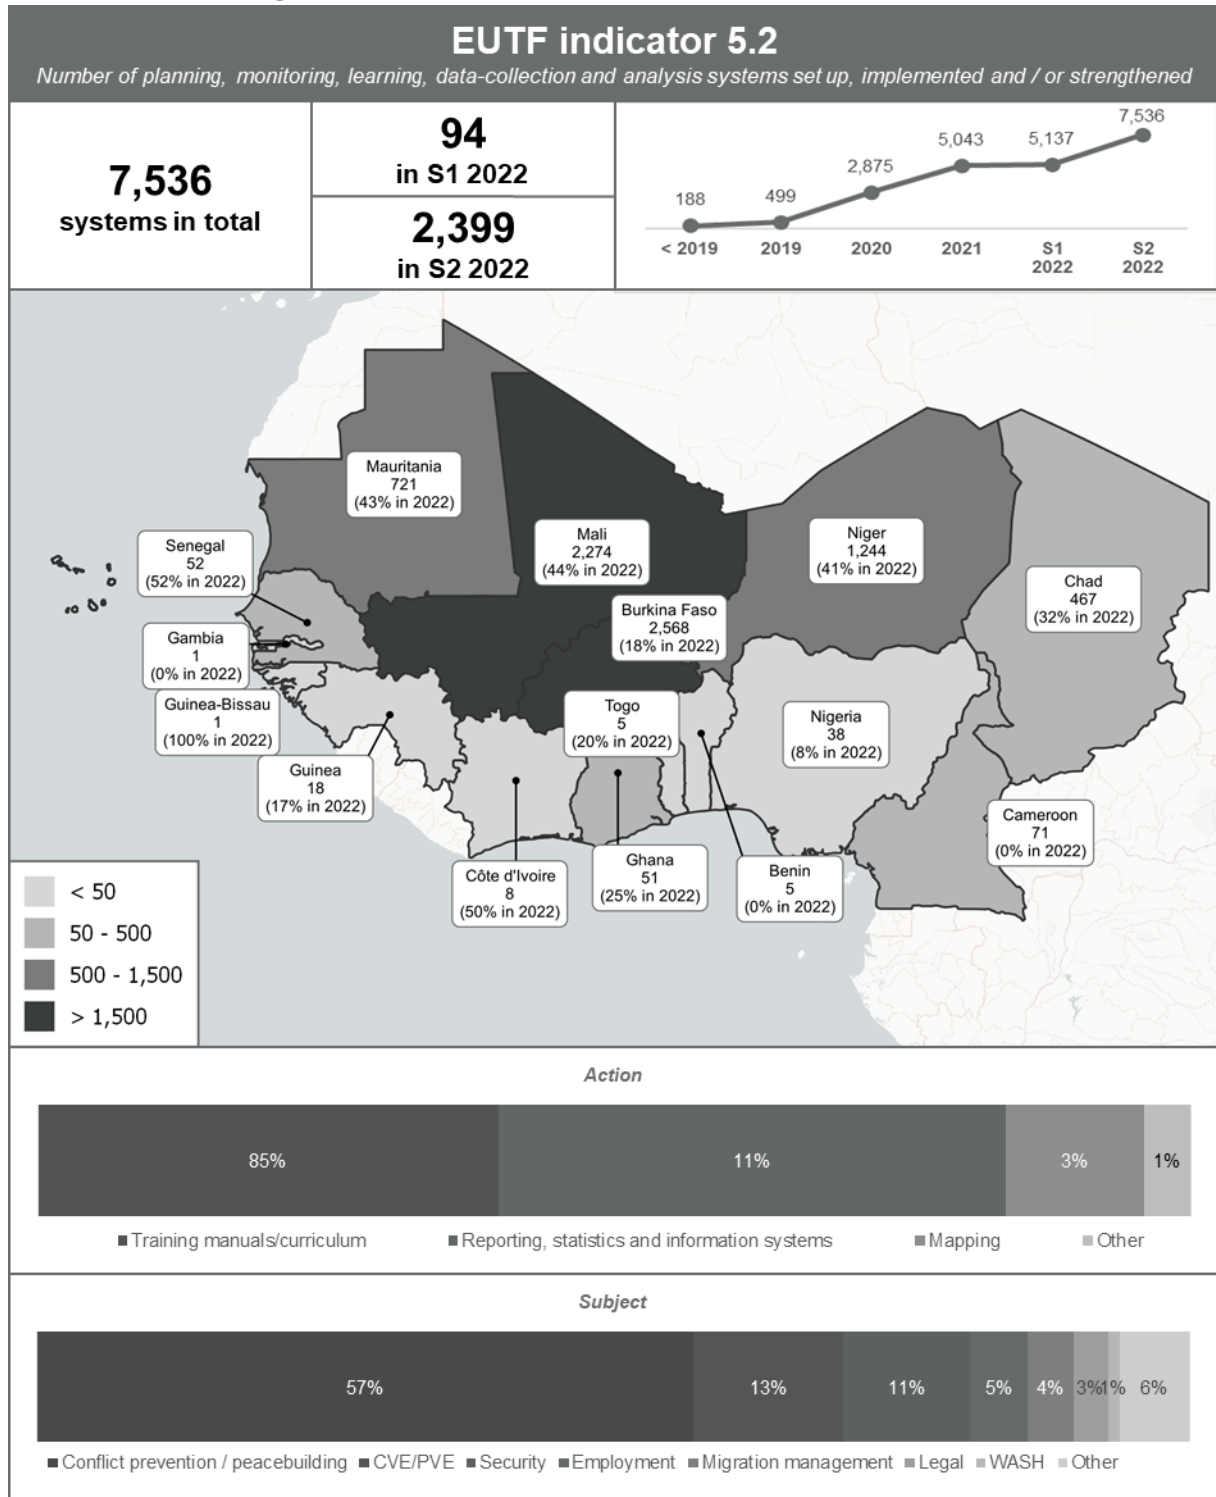 EUTF indicator 5.2
Number of planning, monitoring, learning, data-collection and analysis systems set up, implemented and / or strengthened
7,536
systems in total
94
in S1 2022
2,399
in S2 2022
188
499
2,875
5,043
5,137
7,536
< 2019
2019
2020
2021
S1
2022
S2
2022
Mauritania
721
(43% in 2022)
Mali
2,274
(44% in 2022)
Niger
1,244
(41% in 2022)
Senegal
52
(52% in 2022)
Chad
467
(32% in 2022)
Burkina Faso
2,568
(18% in 2022)
Gambia
1
(0% in 2022)
Guinea-Bissau
1
(100% in 2022)
Togo
5
(20% in 2022)
Nigeria
38
(8% in 2022)
Guinea
18
(17% in 2022)
Cameroon
71
(0% in 2022)
Côte d'Ivoire
8
(50% in 2022)
Ghana
51
(25% in 2022)
Benin
5
(0% in 2022)
< 50
50 - 500
500 - 1,500
> 1,500
Action
85% 11% 3% 1%
Training manuals/curriculum Reporting, statistics and information systems Mapping Other
Subject
57% 13% 11% 5% 4% 3% 1% 6%
Conflict prevention / peacebuilding CVE/PVE Security Employment Migration management Legal WASH Other